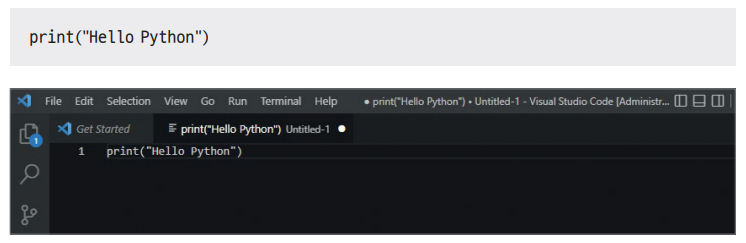 print("Hello Python")
File Edit Selection View Go Run Terminal Help ● print("Hello Python") • Untitled-1 - Visual Studio Code [Administr...
Get Started print("Hello Python") Untitled-1 ●
1
1 print("Hello Python")